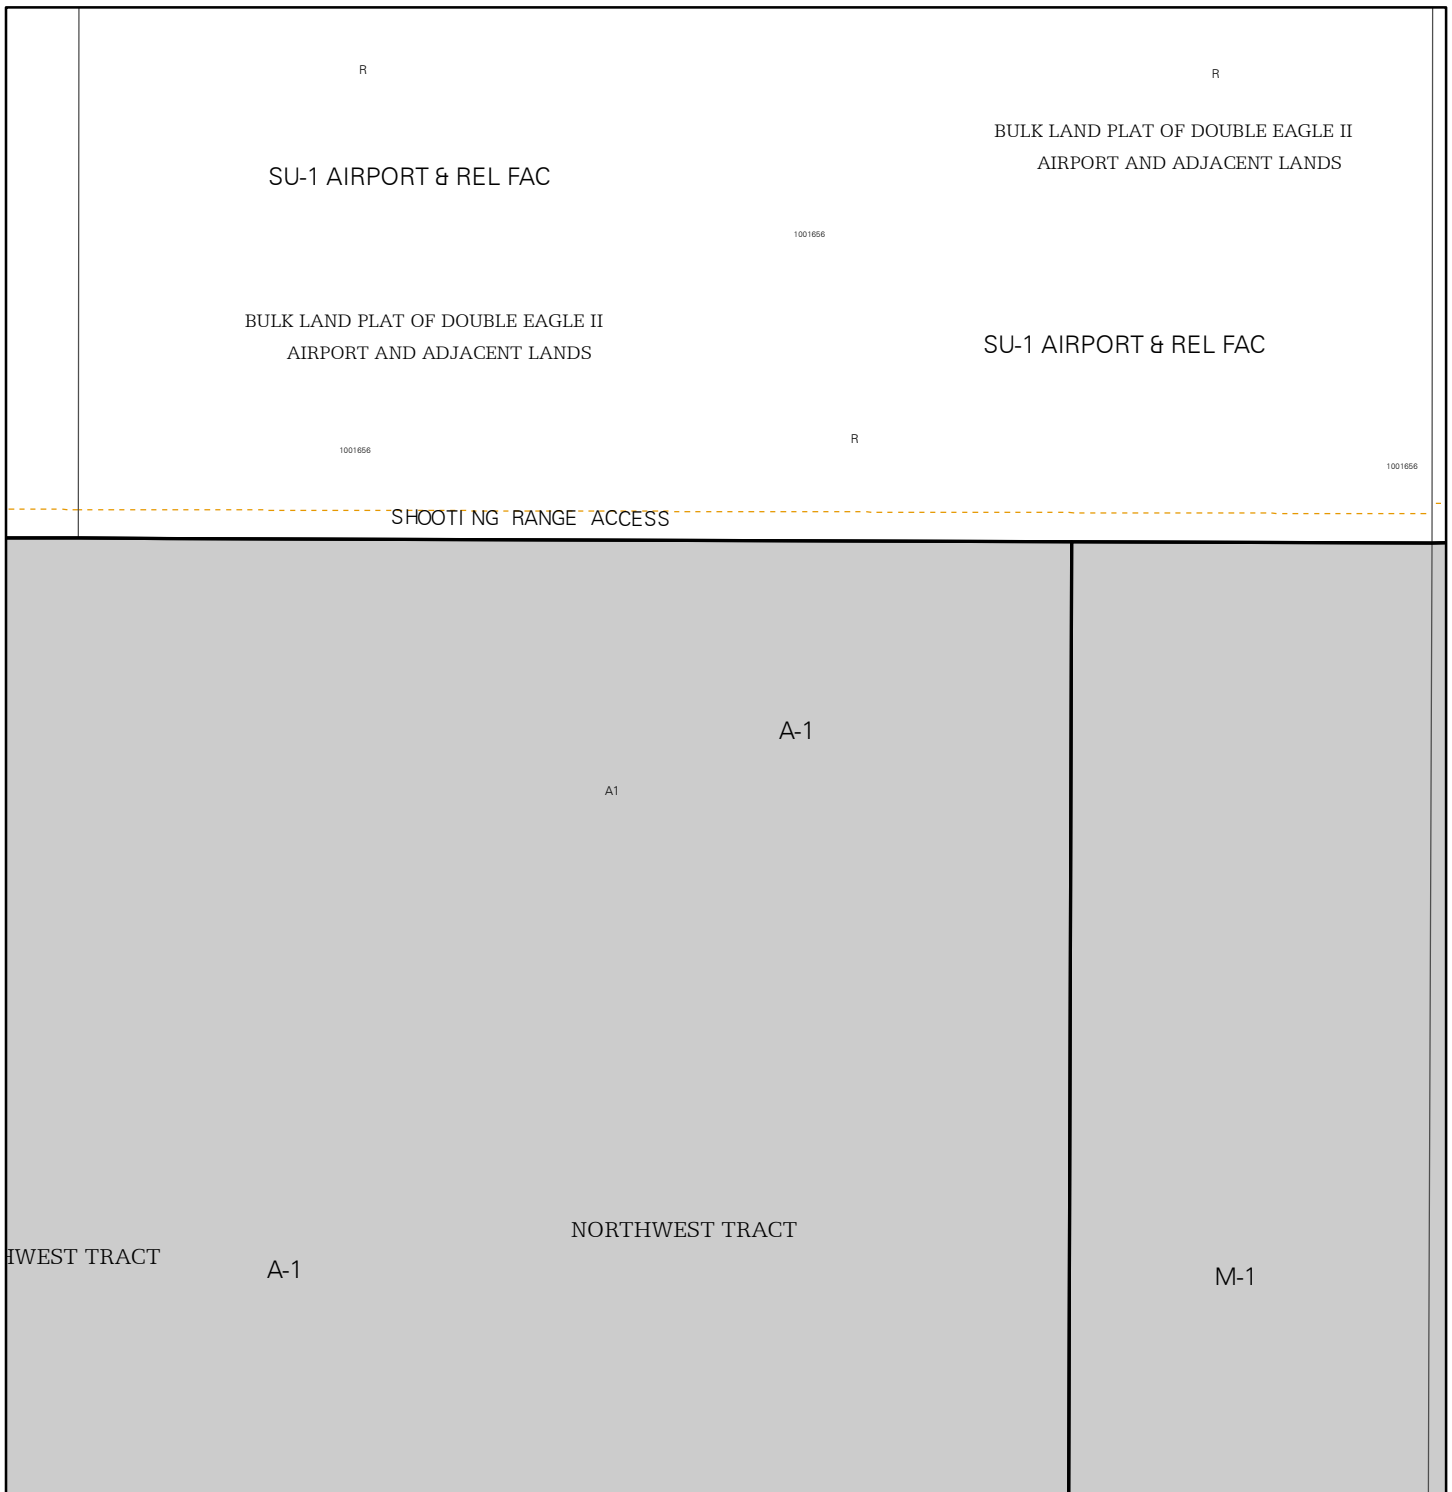 R
R
BULK LAND PLAT OF DOUBLE EAGLE II
AIRPORT AND ADJACENT LANDS
SU-1 AIRPORT & REL FAC
1001656
BULK LAND PLAT OF DOUBLE EAGLE II
AIRPORT AND ADJACENT LANDS
SU-1 AIRPORT & REL FAC
R
1001656
1001656
SHOOTING RANGE ACCESS
A-1
A1
NORTHWEST TRACT
HWEST TRACT
A-1
M-1